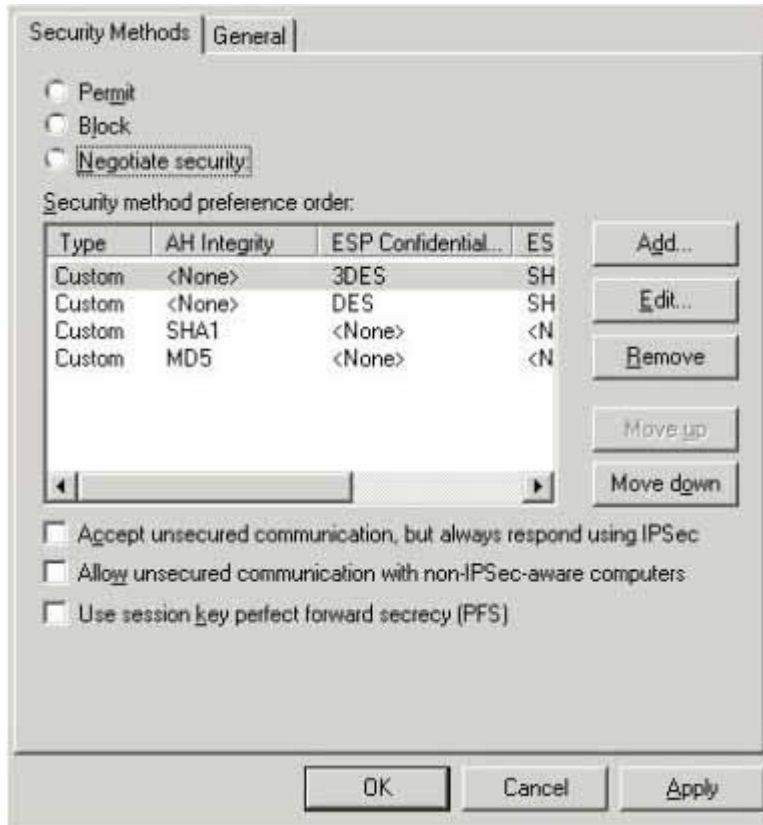 Security Methods General
Permit
Block
Negotiate security:
Security method preference order:
Type AH Integrity ESP Confidential... ES
Custom <None> 3DES SH
Custom <None> DES SH
Custom SHA1 <None> <N
Custom MD5 <None> <N
Add...
Edit...
Remove
Move up
Move down
Accept unsecured communication, but always respond using IPSec
Allow unsecured communication with non-IPSec-aware computers
Use session key perfect forward secrecy (PFS)
OK Cancel Apply